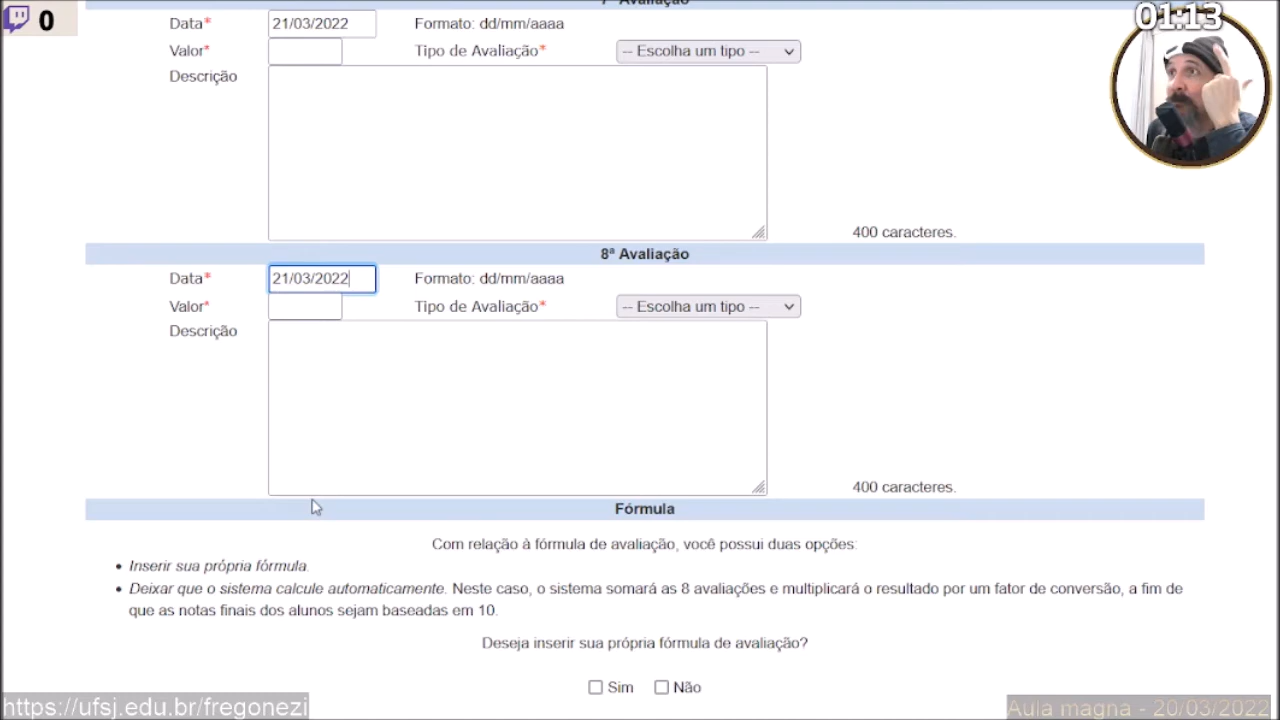 0
01:13
7ª Avaliação
Data* 21/03/2022 Formato: dd/mm/aaaa
Valor* Tipo de Avaliação* -- Escolha um tipo --
Descrição
400 caracteres.
8ª Avaliação
Data* 21/03/2022 Formato: dd/mm/aaaa
Valor* Tipo de Avaliação* -- Escolha um tipo --
Descrição
400 caracteres.
Fórmula
Com relação à fórmula de avaliação, você possui duas opções:
• Inserir sua própria fórmula.
• Deixar que o sistema calcule automaticamente. Neste caso, o sistema somará as 8 avaliações e multiplicará o resultado por um fator de conversão, a fim de
que as notas finais dos alunos sejam baseadas em 10.
Deseja inserir sua própria fórmula de avaliação?
Sim Não
https://ufsj.edu.br/fregonezi
Aula magna - 20/03/2022